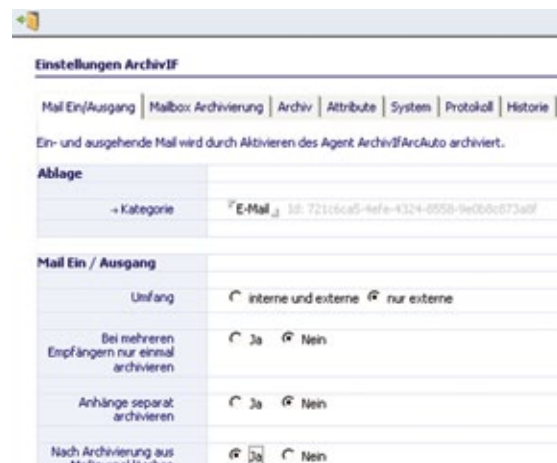 Einstellungen ArchivIF
Mail Ein/Ausgang Mailbox Archivierung Archiv Attribute System Protokoll Historie
Ein- und ausgehende Mail wird durch Aktivieren des Agent ArchivIfArcAuto archiviert.
Ablage
→ Kategorie E-Mail
Mail Ein / Ausgang
Umfang interne und externe nur externe
Bei mehreren
Empfängern nur einmal
archivieren
Ja Nein
Anhänge separat
archivieren
Ja Nein
Nach Archivierung aus
Ja Nein